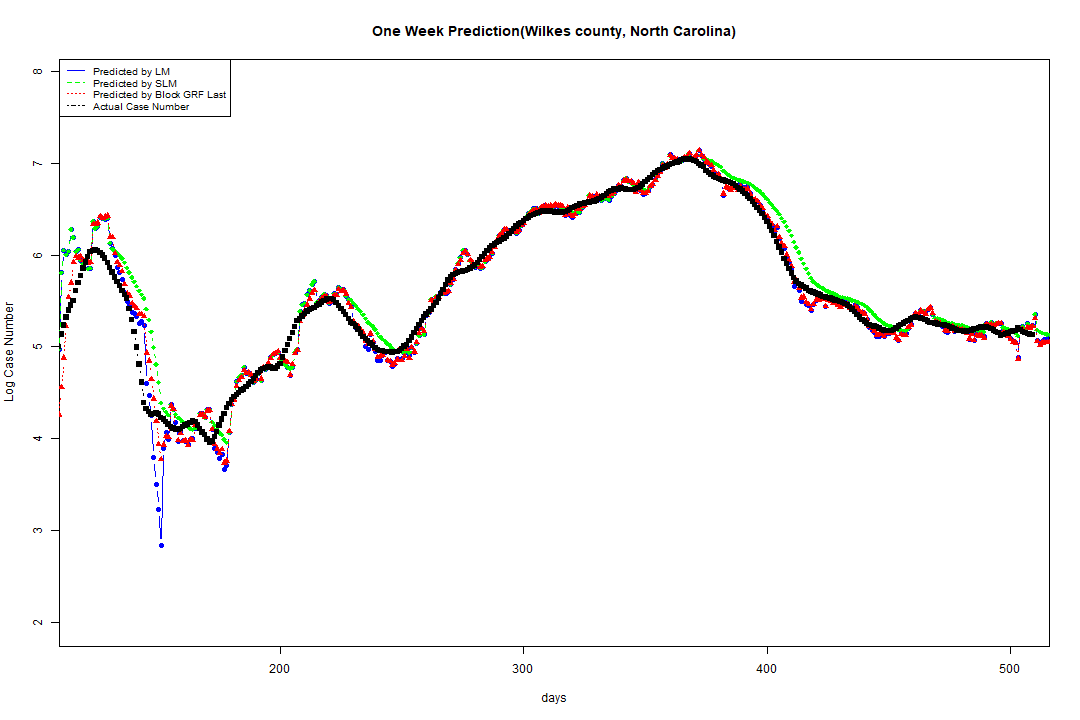 One Week Prediction(Wilkes county, North Carolina)
Predicted by LM
Predicted by SLM
Predicted by Block GRF Last
Actual Case Number
8
7
6
5
4
3
2
Log Case Number
200 300 400 500
days